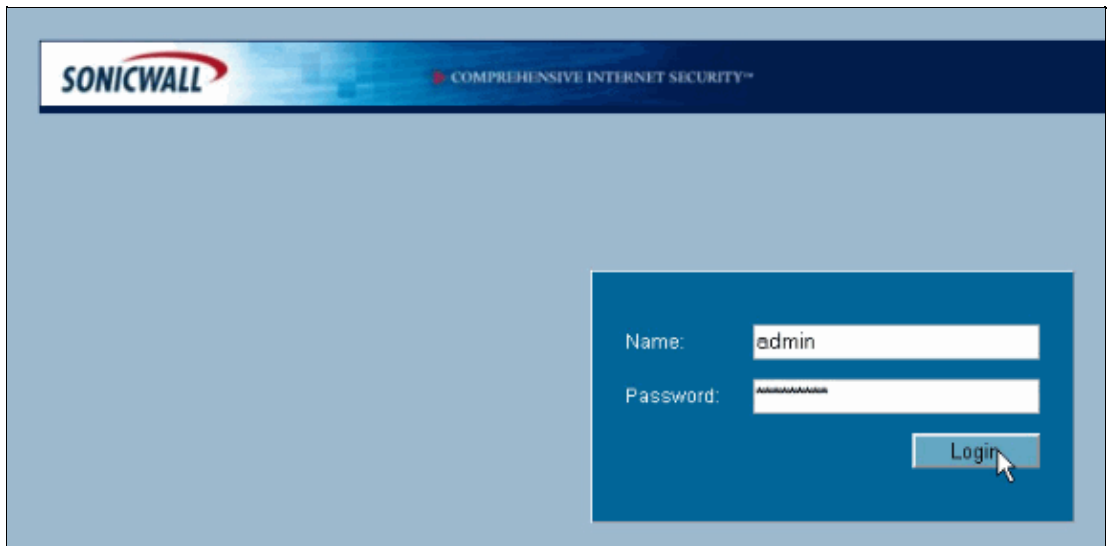 SONICWALL
COMPREHENSIVE INTERNET SECURITY™
Name: admin
Password: *********
Login